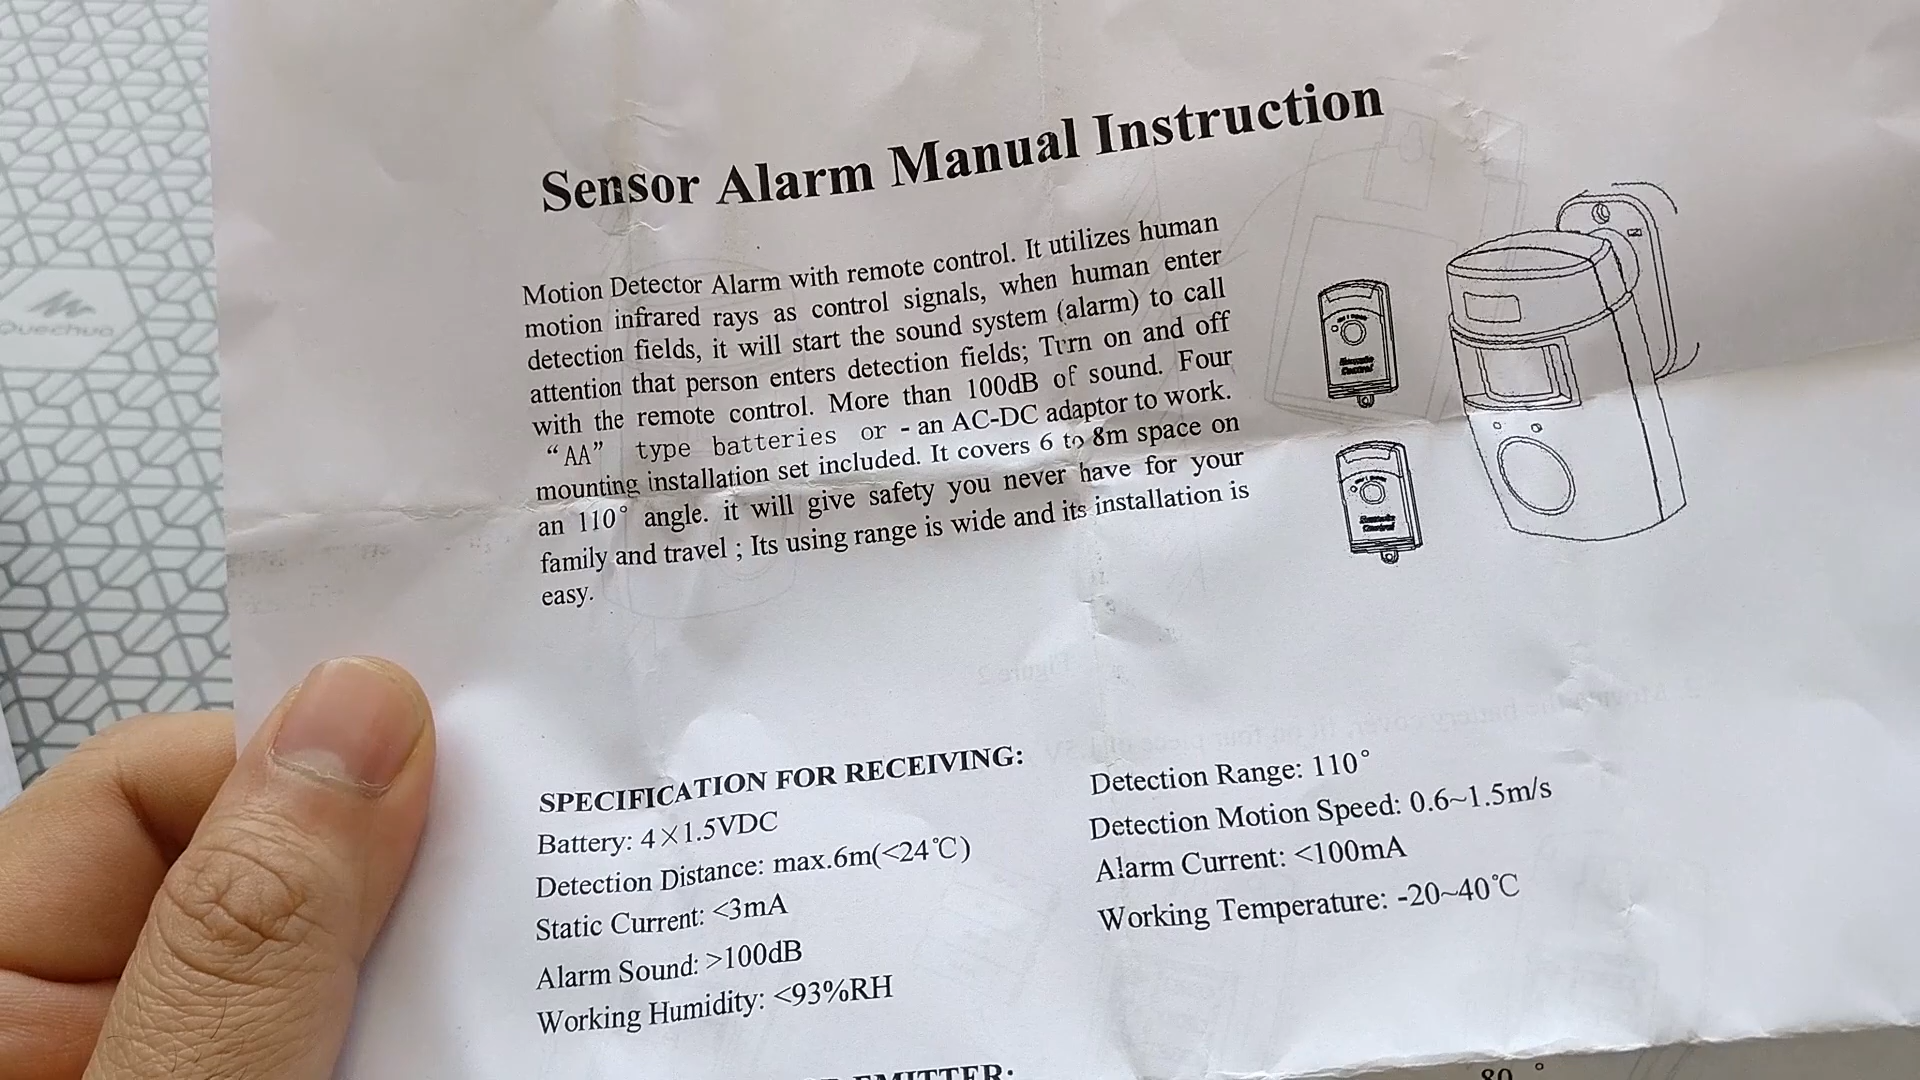 Sensor Alarm Manual Instruction
Motion Detector Alarm with remote control. It utilizes human
motion infrared rays as control signals, when human enter
detection fields, it will start the sound system (alarm) to call
attention that person enters detection fields; Turn on and off
with the remote control. More than 100dB of sound. Four
“AA” type batteries or - an AC-DC adaptor to work.
mounting installation set included. It covers 6 to 8m space on
an 110° angle. it will give safety you never have for your
family and travel ; Its using range is wide and its installation is
easy.
Remote
Control
Remote
Control
SPECIFICATION FOR RECEIVING:
Battery: 4×1.5VDC
Detection Distance: max.6m(<24℃)
Static Current: <3mA
Alarm Sound: >100dB
Working Humidity: <93%RH
Detection Range: 110°
Detection Motion Speed: 0.6~1.5m/s
Alarm Current: <100mA
Working Temperature: -20~40℃
EMITTER:
80 °
Quechua